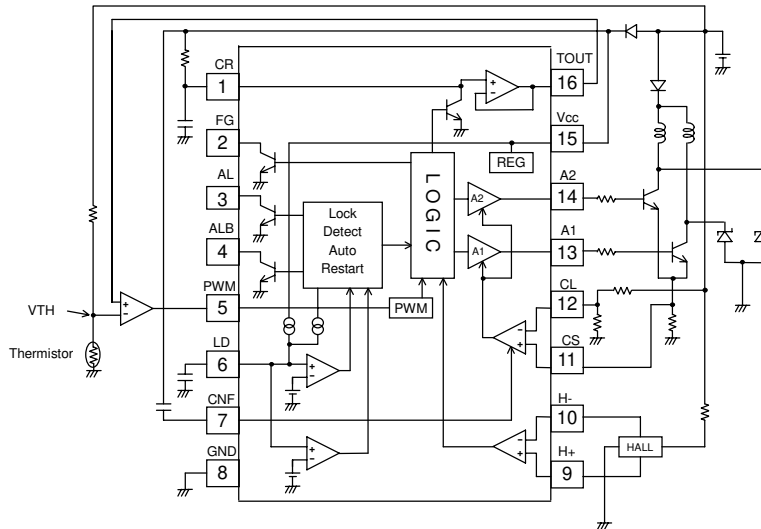 CR
1
FG
2
AL
3
ALB
4
PWM
5
LD
6
CNF
7
GND
8
VTH
Thermistor
+
-
Lock
Detect
Auto
Restart
LOGIC
PWM
REG
A2
A1
+
-
+
-
+
-
-
+
-
+
TOUT
16
Vcc
15
A2
14
A1
13
CL
12
CS
11
H-
10
H+
9
HALL